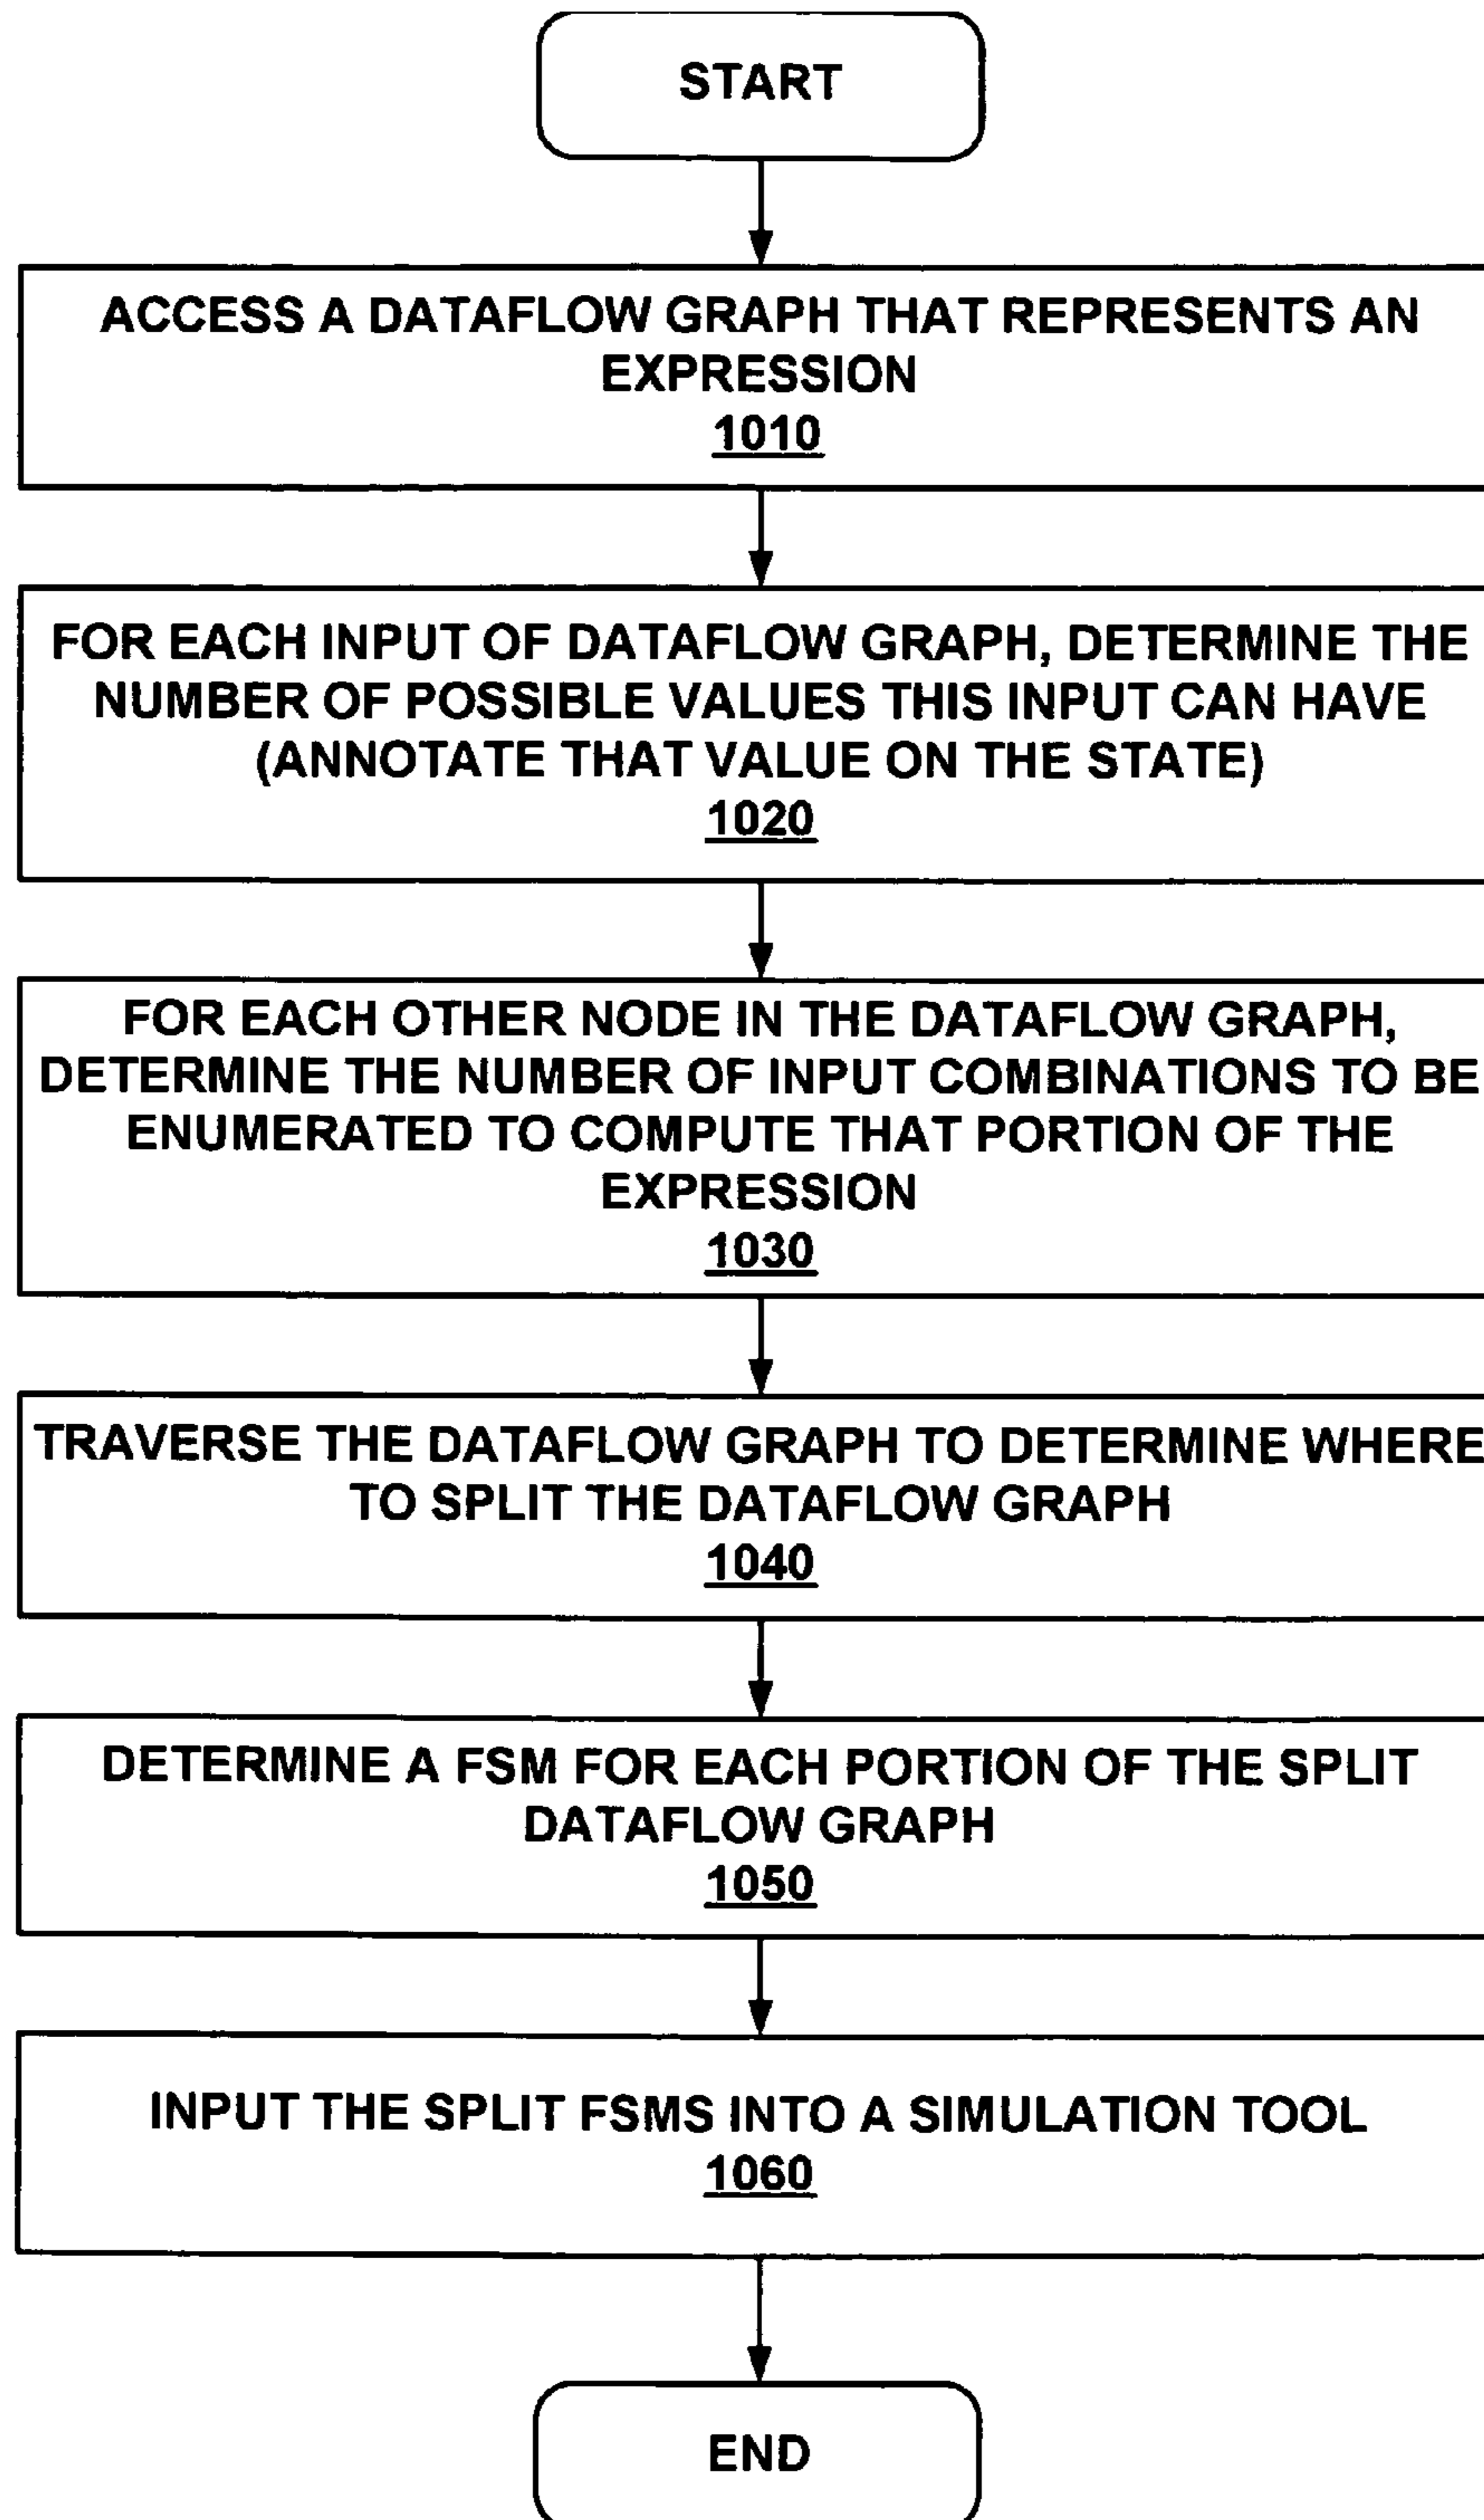 START
ACCESS A DATAFLOW GRAPH THAT REPRESENTS AN
EXPRESSION
1010
FOR EACH INPUT OF DATAFLOW GRAPH, DETERMINE THE
NUMBER OF POSSIBLE VALUES THIS INPUT CAN HAVE
(ANNOTATE THAT VALUE ON THE STATE)
1020
FOR EACH OTHER NODE IN THE DATAFLOW GRAPH,
DETERMINE THE NUMBER OF INPUT COMBINATIONS TO BE
ENUMERATED TO COMPUTE THAT PORTION OF THE
EXPRESSION
1030
TRAVERSE THE DATAFLOW GRAPH TO DETERMINE WHERE
TO SPLIT THE DATAFLOW GRAPH
1040
DETERMINE A FSM FOR EACH PORTION OF THE SPLIT
DATAFLOW GRAPH
1050
INPUT THE SPLIT FSMS INTO A SIMULATION TOOL
1060
END